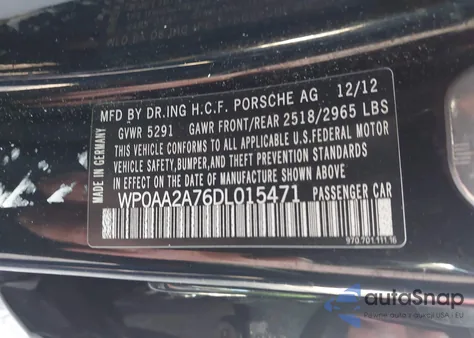 MFD BY DR.ING H.C.F. PORSCHE AG 12/12
GVWR 5291 GAWR FRONT/REAR 2518/2965 LBS
THIS VEHICLE CONFORMS TO ALL APPLICABLE U.S.FEDERAL MOTOR
VEHICLE SAFETY,BUMPER,AND THEFT PREVENTION STANDARDS
IN EFFECT ON THE DATE OF MANUFACTURE SHOWN ABOVE.
WP0AA2A76DL015471 PASSENGER CAR
MADE IN GERMANY
970.701.111.16
autoSnap